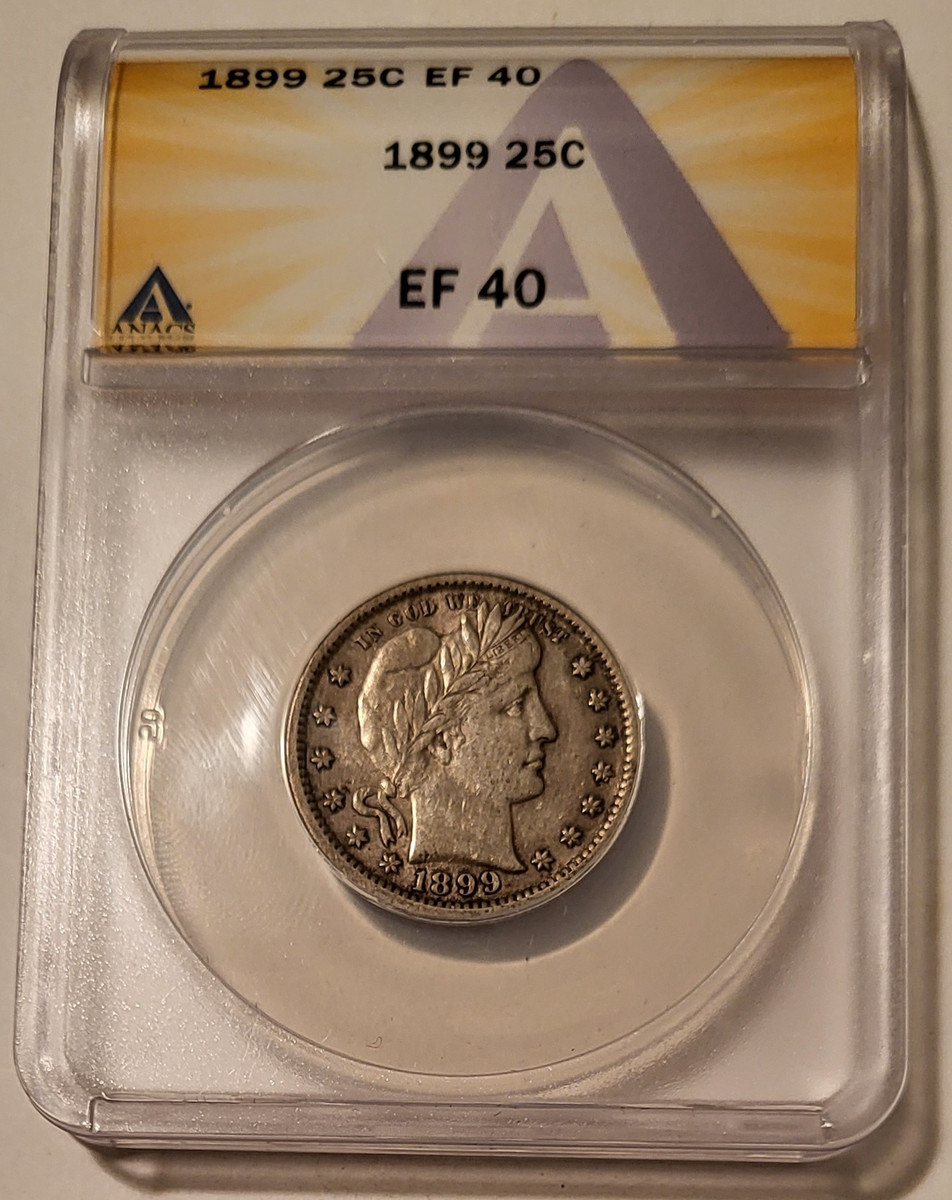 1899 25C EF 40
1899 25C
EF 40
ANACS
IN GOD WE TRUST
1899